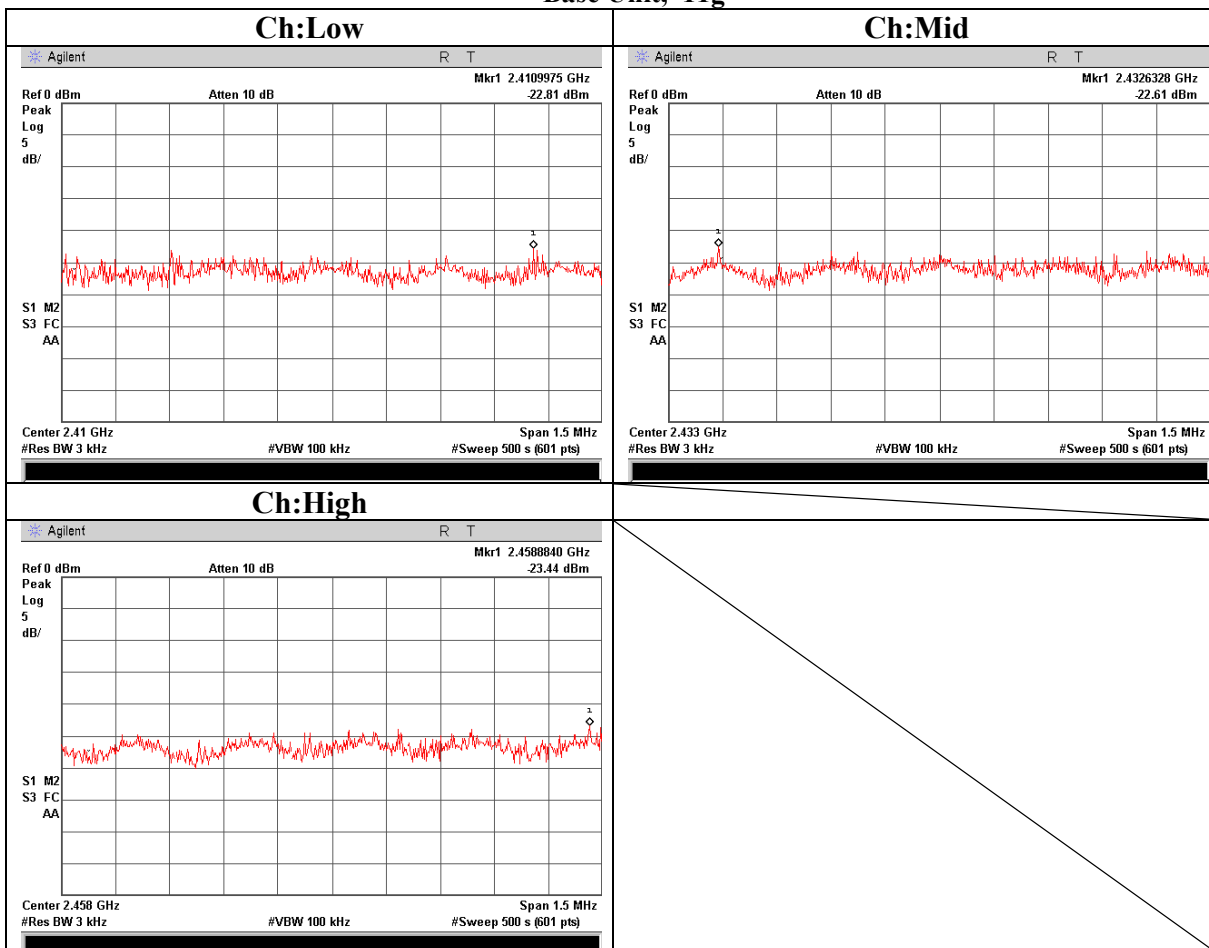 Base Unit, 11g
Ch:Low
Agilent R T
Mkr1 2.4109975 GHz
Ref 0 dBm Atten 10 dB -22.81 dBm
Peak
Log
5
dB/
1
S1 M2
S3 FC
AA
Center 2.41 GHz Span 1.5 MHz
#Res BW 3 kHz #VBW 100 kHz #Sweep 500 s (601 pts)
Ch:Mid
Agilent R T
Mkr1 2.4326328 GHz
Ref 0 dBm Atten 10 dB -22.61 dBm
Peak
Log
5
dB/
1
S1 M2
S3 FC
AA
Center 2.433 GHz Span 1.5 MHz
#Res BW 3 kHz #VBW 100 kHz #Sweep 500 s (601 pts)
Ch:High
Agilent R T
Mkr1 2.4588840 GHz
Ref 0 dBm Atten 10 dB -23.44 dBm
Peak
Log
5
dB/
1
S1 M2
S3 FC
AA
Center 2.458 GHz Span 1.5 MHz
#Res BW 3 kHz #VBW 100 kHz #Sweep 500 s (601 pts)